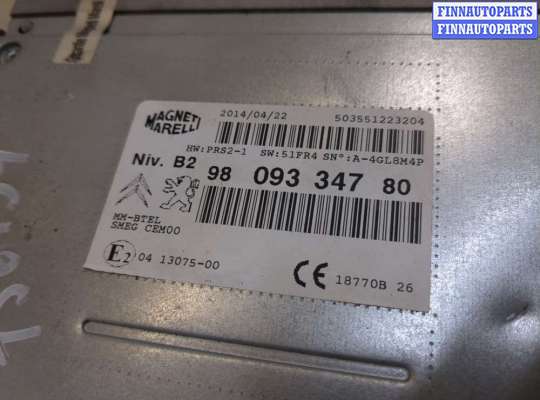 FINNAUTOPARTS
FINNAUTOPARTS
MAGNETI
MARELLI
2014/04/22 503551223204
HW:PRS2-1 SW:51FR4 SN°:A-4GL8M4P
Niv. B2 98 093 347 80
MM-BTEL
SMEG CEM00
E2 04 13075-00 CE 18770B 26